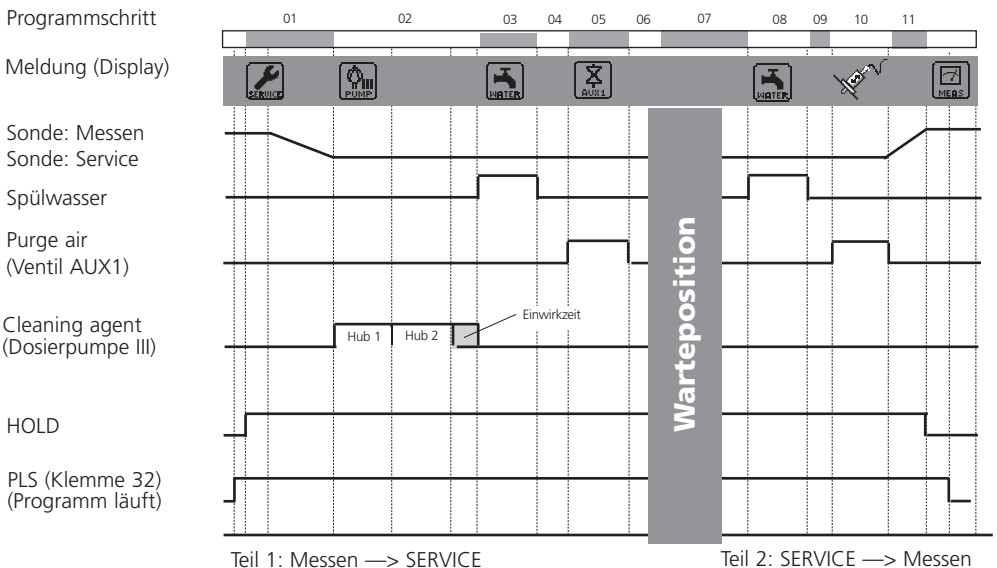 Programmschritt
01 02 03 04 05 06 07 08 09 10 11
Meldung (Display)
SERVICE PUMP WATER AUX1 WATER MEAS
Sonde: Messen
Sonde: Service
Spülwasser
Purge air
(Ventil AUX1)
Cleaning agent
(Dosierpumpe III)
Hub 1 Hub 2
Einwirkzeit
Warteposition
HOLD
PLS (Klemme 32)
(Programm läuft)
Teil 1: Messen —> SERVICE
Teil 2: SERVICE —> Messen